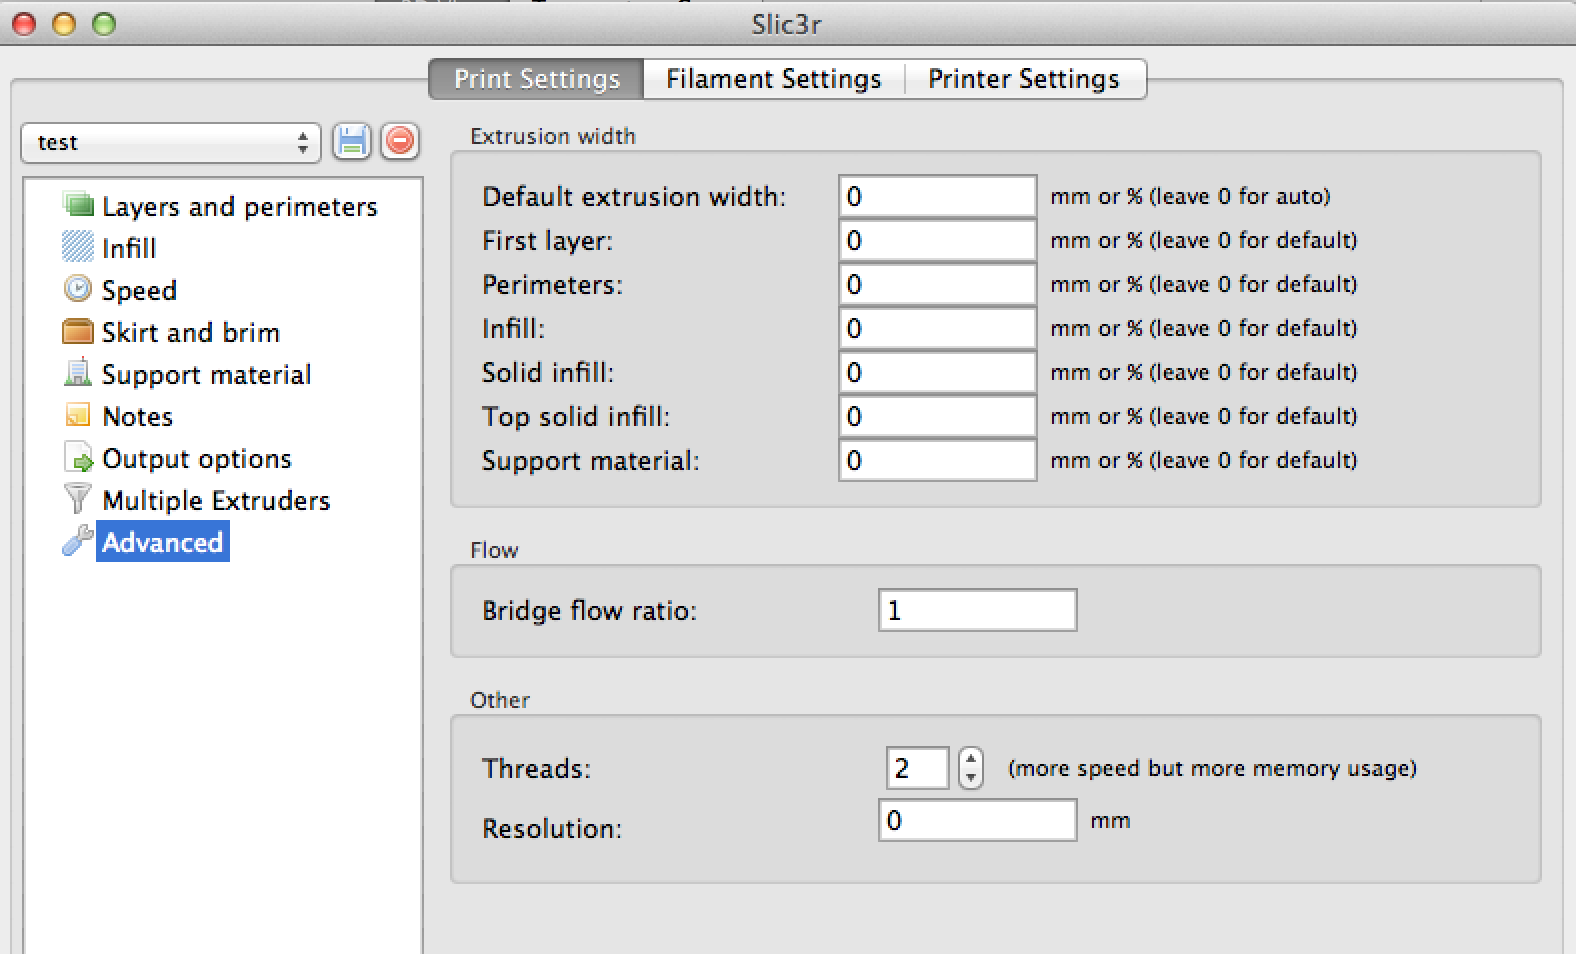 Slic3r
Print Settings Filament Settings Printer Settings
test
Layers and perimeters
Infill
Speed
Skirt and brim
Support material
Notes
Output options
Multiple Extruders
Advanced
Extrusion width
Default extrusion width: 0 mm or % (leave 0 for auto)
First layer: 0 mm or % (leave 0 for default)
Perimeters: 0 mm or % (leave 0 for default)
Infill: 0 mm or % (leave 0 for default)
Solid infill: 0 mm or % (leave 0 for default)
Top solid infill: 0 mm or % (leave 0 for default)
Support material: 0 mm or % (leave 0 for default)
Flow
Bridge flow ratio: 1
Other
Threads: 2 (more speed but more memory usage)
Resolution: 0 mm